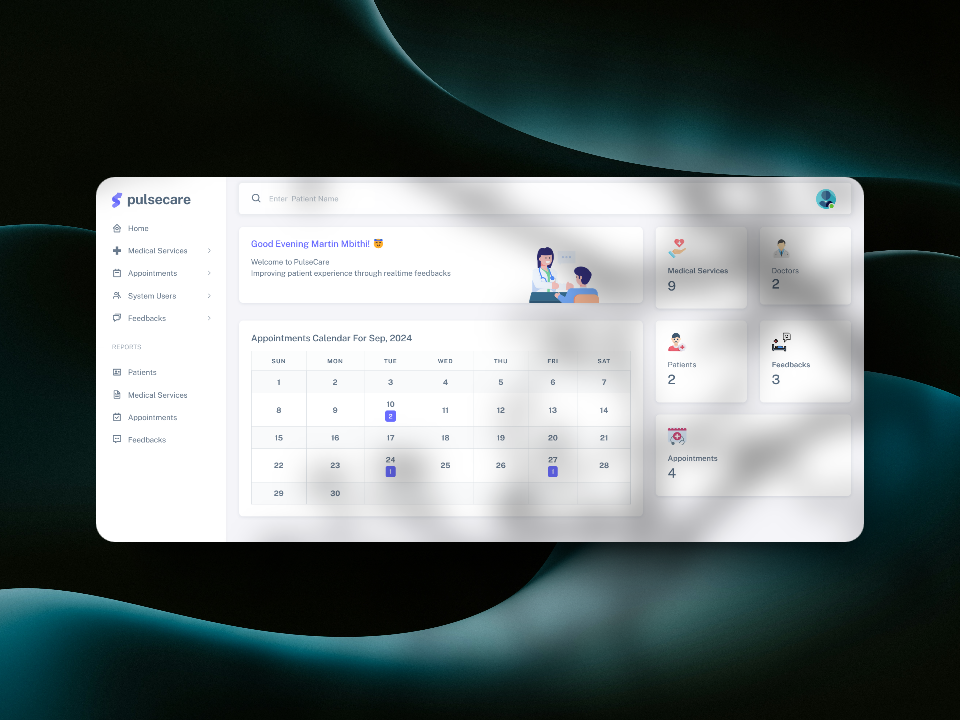 pulsecare
Home
Medical Services
Appointments
System Users
Feedbacks
REPORTS
Patients
Medical Services
Appointments
Feedbacks
Enter Patient Name
Good Evening Martin Mbithi!
Welcome to PulseCare
Improving patient experience through realtime feedbacks
Medical Services
9
Doctors
2
Patients
2
Feedbacks
3
Appointments
4
Appointments Calendar For Sep, 2024
SUN MON TUE WED THU FRI SAT
1 2 3 4 5 6 7
8 9 10 11 12 13 14
2
15 16 17 18 19 20 21
22 23 24 25 26 27 28
1 1
29 30